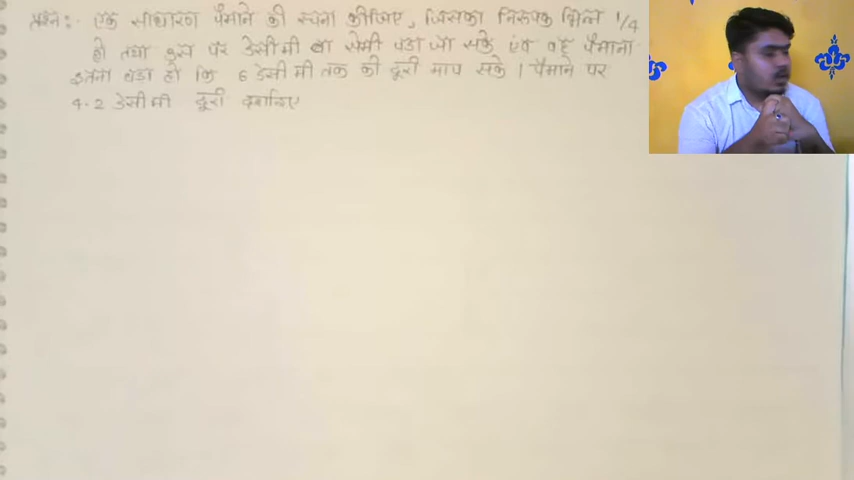 प्रश्न:- एक साधारण पैमाने की रचना कीजिए, जिसका निरूपक भिन्न 1/4
हो तथा इस पर डेसीमी व सेमी पढ़ा जा सके एवं वह पैमाना
इतना बड़ा हो कि 6 डेसीमी तक की दूरी माप सके। पैमाने पर
4.2 डेसीमी दूरी दर्शाइए